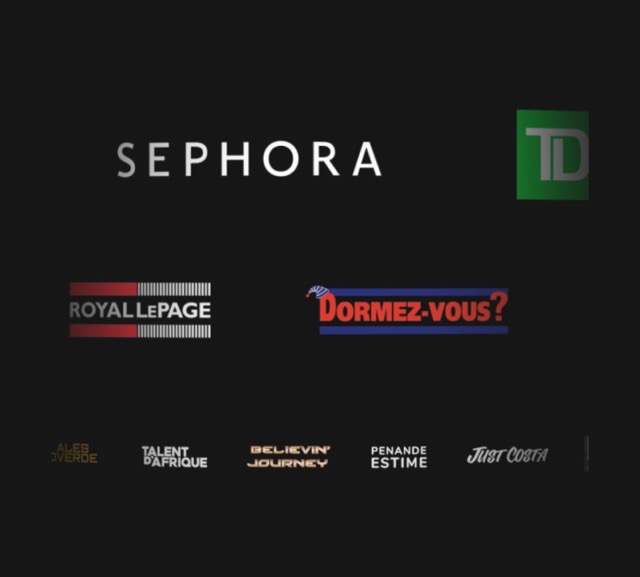 SEPHORA
TD
ROYAL LEPAGE
DORMEZ-VOUS?
TALENT
D'AFRIQUE
BELIEVIN'
JOURNEY
PENANDE
ESTIME
JUST COSTA